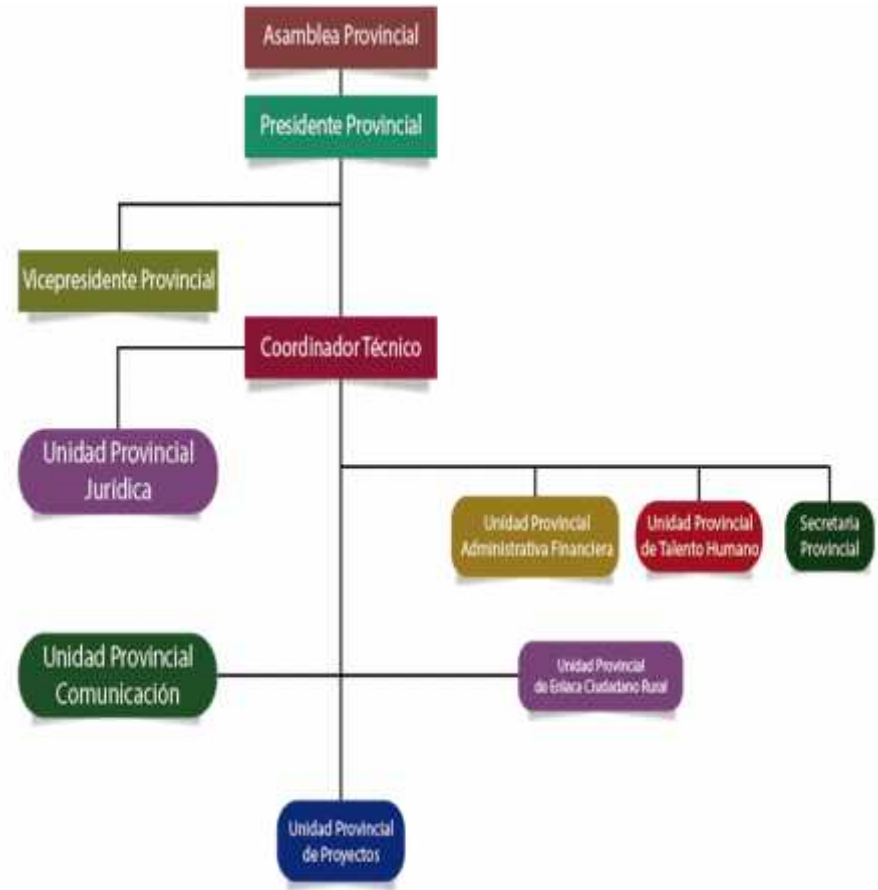 Asamblea Provincial
Presidente Provincial
Vicepresidente Provincial
Coordinador Técnico
Unidad Provincial
Jurídica
Unidad Provincial
Administrativa Financiera
Unidad Provincial
de Talento Humano
Secretaria
Provincial
Unidad Provincial
Comunicación
Unidad Provincial
de Enlaca Ciudadano Rural
Unidad Provincial
de Proyectos